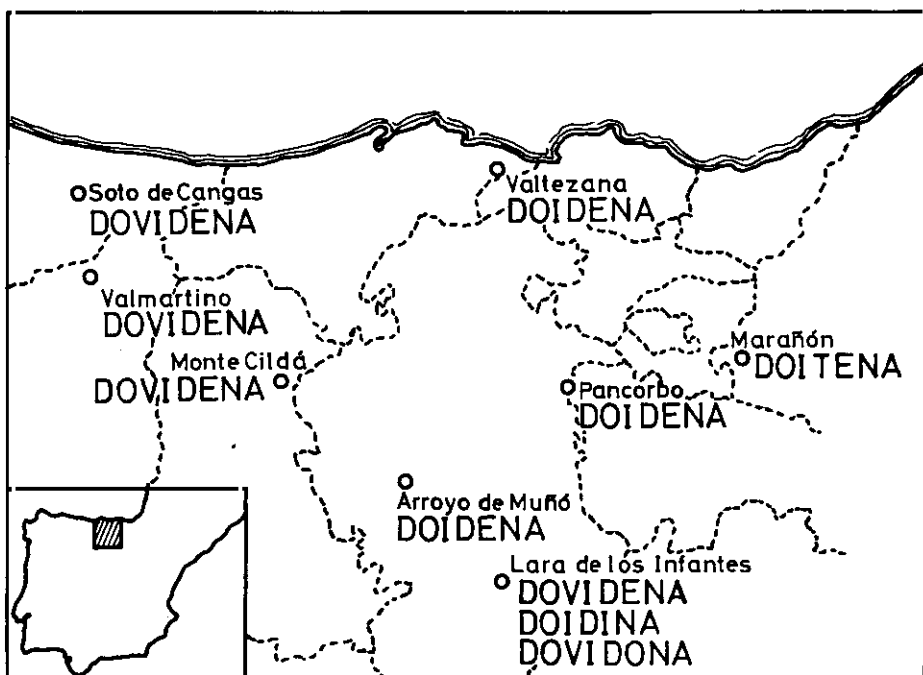 Soto de Cangas
DOVIDENA
Valtezana
DOIDENA
Valmartino
DOVIDENA
Monte Cildá
DOVIDENA
Marañón
DOITENA
Pancorbo
DOIDENA
Arroyo de Muñó
DOIDENA
Lara de los Infantes
DOVIDENA
DOIDINA
DOVIDONA